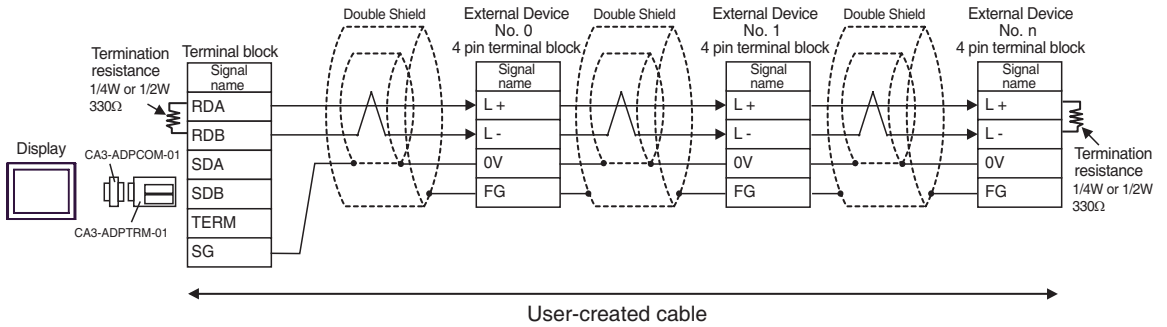 Double Shield
External Device
No. 0
4 pin terminal block
Double Shield
External Device
No. 1
4 pin terminal block
Double Shield
External Device
No. n
4 pin terminal block
Termination
resistance
1/4W or 1/2W
330Ω
Terminal block
Signal
name
RDA
RDB
SDA
SDB
TERM
SG
Signal
name
L +
L -
0V
FG
Signal
name
L +
L -
0V
FG
Signal
name
L +
L -
0V
FG
Display
CA3-ADPCOM-01
CA3-ADPTRM-01
Termination
resistance
1/4W or 1/2W
330Ω
User-created cable